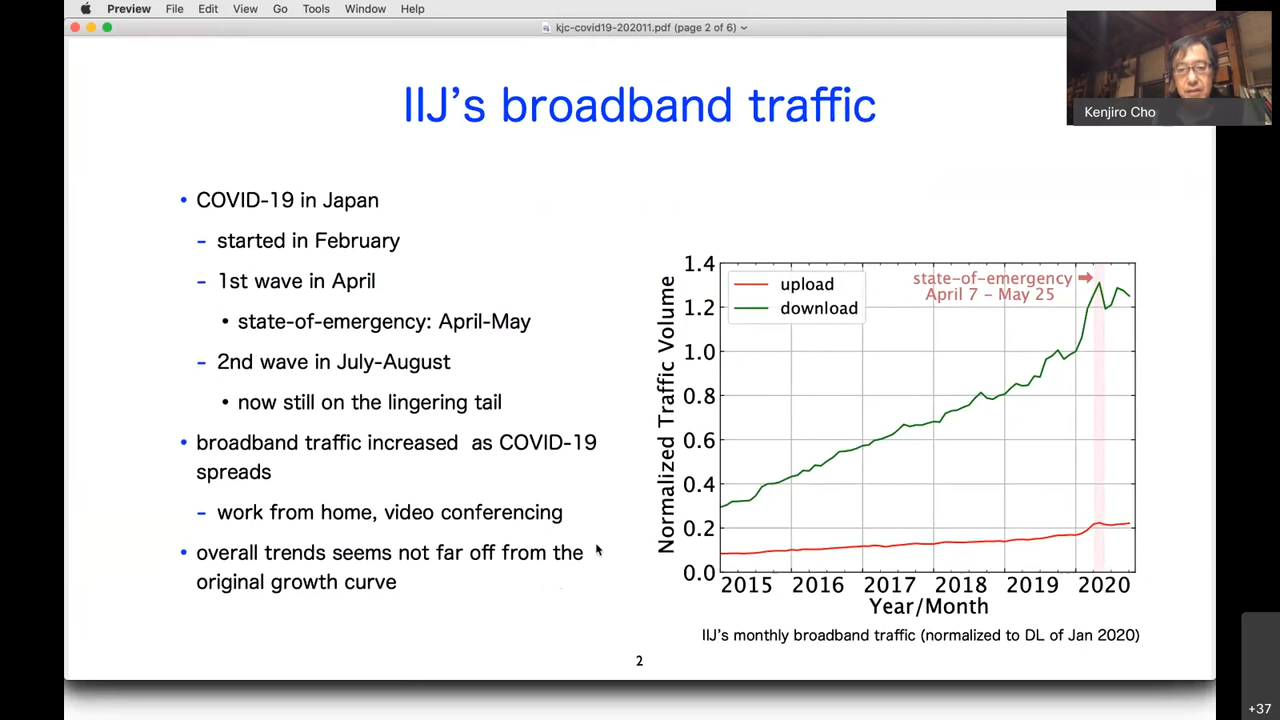 Preview File Edit View Go Tools Window Help
kjc-covid19-202011.pdf (page 2 of 6)
Kenjiro Cho
IIJ's broadband traffic
• COVID-19 in Japan
- started in February
- 1st wave in April
• state-of-emergency: April-May
- 2nd wave in July-August
• now still on the lingering tail
• broadband traffic increased as COVID-19
spreads
- work from home, video conferencing
• overall trends seems not far off from the
original growth curve
Normalized Traffic Volume
1.4
1.2
1.0
0.8
0.6
0.4
0.2
0.0
upload
download
state-of-emergency
April 7 - May 25
2015 2016 2017 2018 2019 2020
Year/Month
IIJ's monthly broadband traffic (normalized to DL of Jan 2020)
2
+37